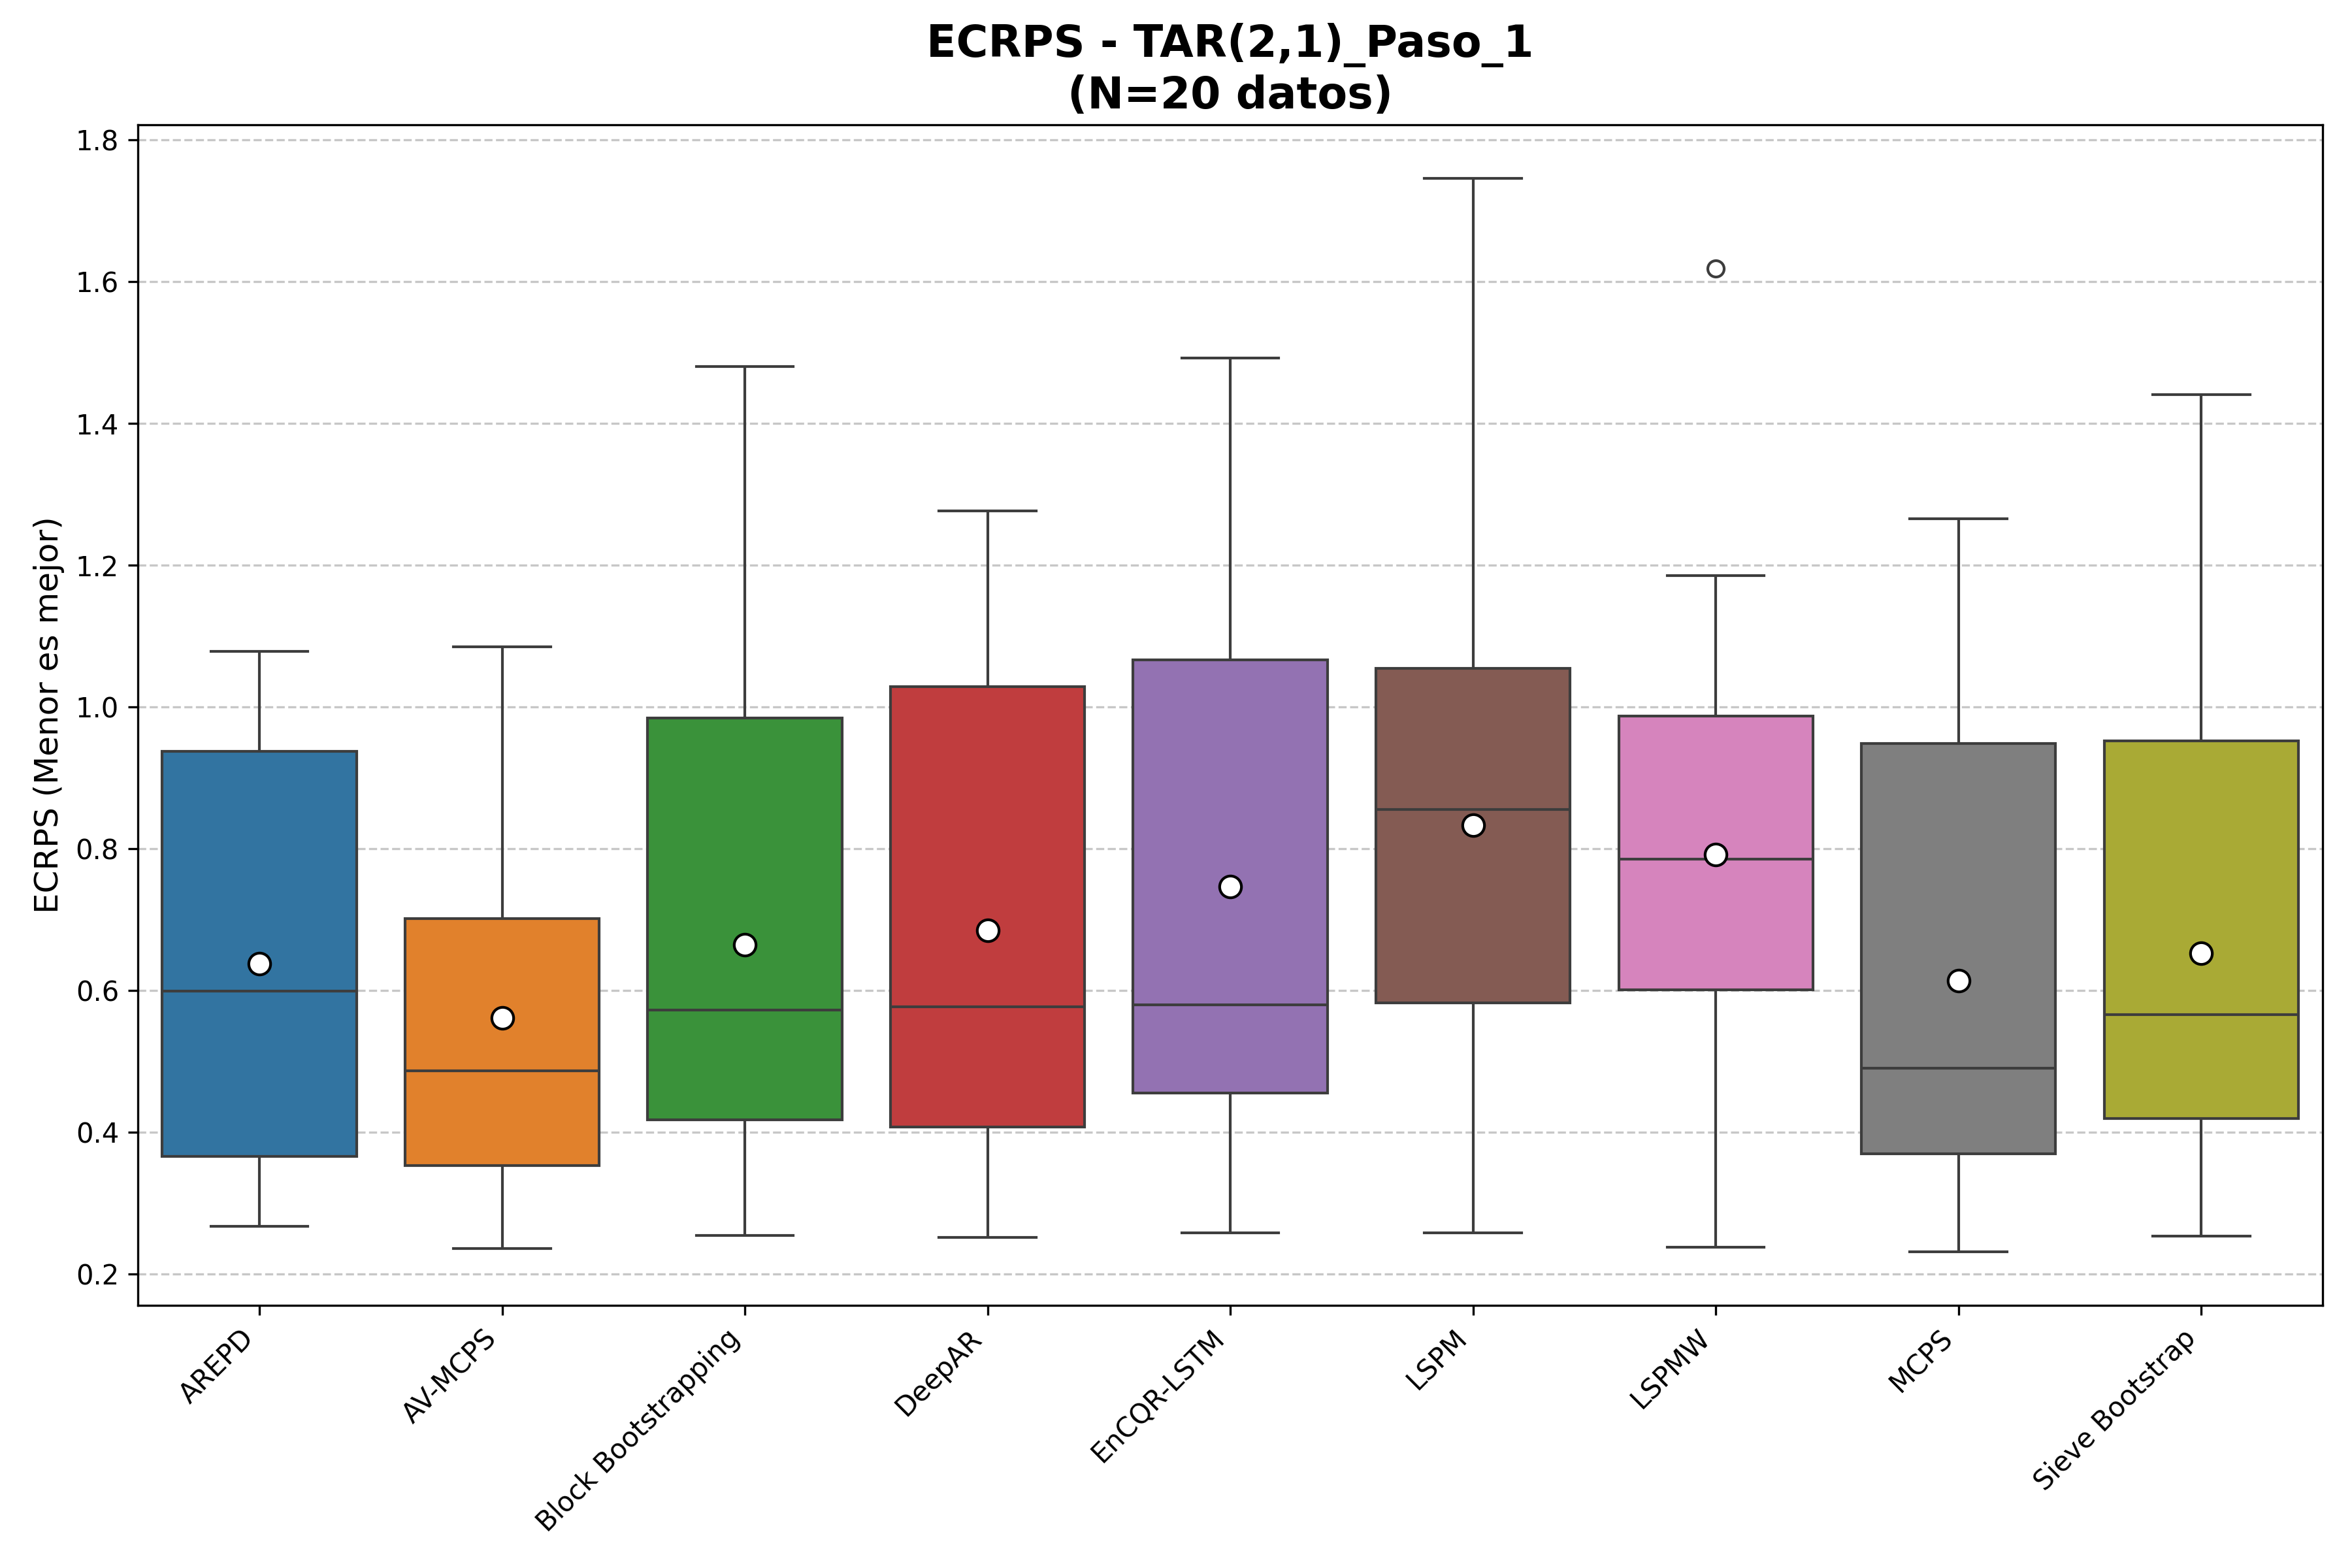 ECRPS - TAR(2,1)_Paso_1
(N=20 datos)
ECRPS (Menor es mejor)
1.8
1.6
1.4
1.2
1.0
0.8
0.6
0.4
0.2
AREPD
AV-MCPS
Block Bootstrapping
DeepAR
EnCQR-LSTM
LSPM
LSPMW
MCPS
Sieve Bootstrap